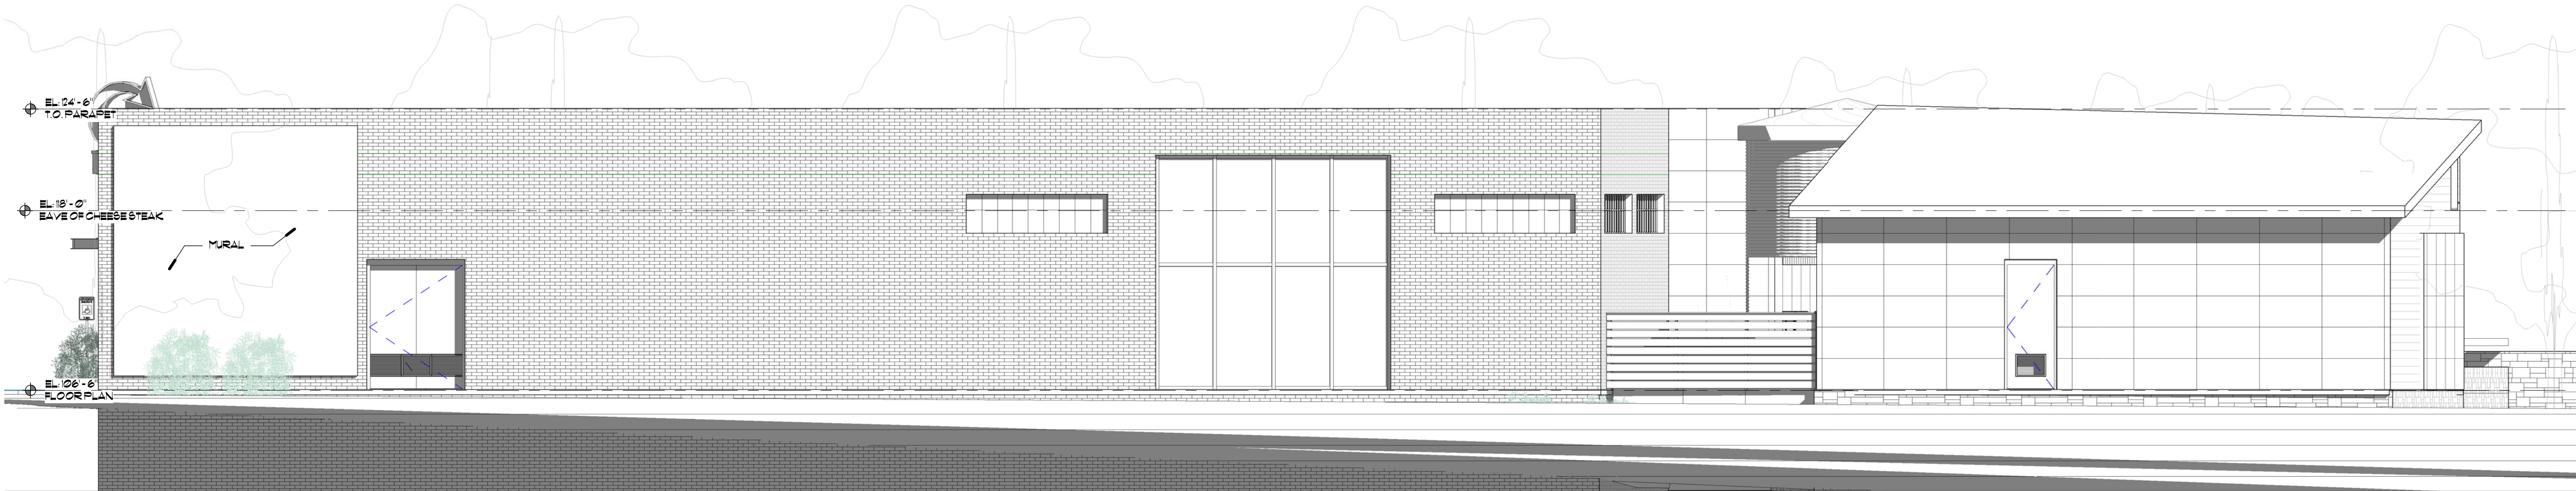 EL: 124' - 6"
T.O. PARAPET
EL: 118' - 0"
EAVE OF CHEESE STEAK
MURAL
EL: 106' - 6"
FLOOR PLAN